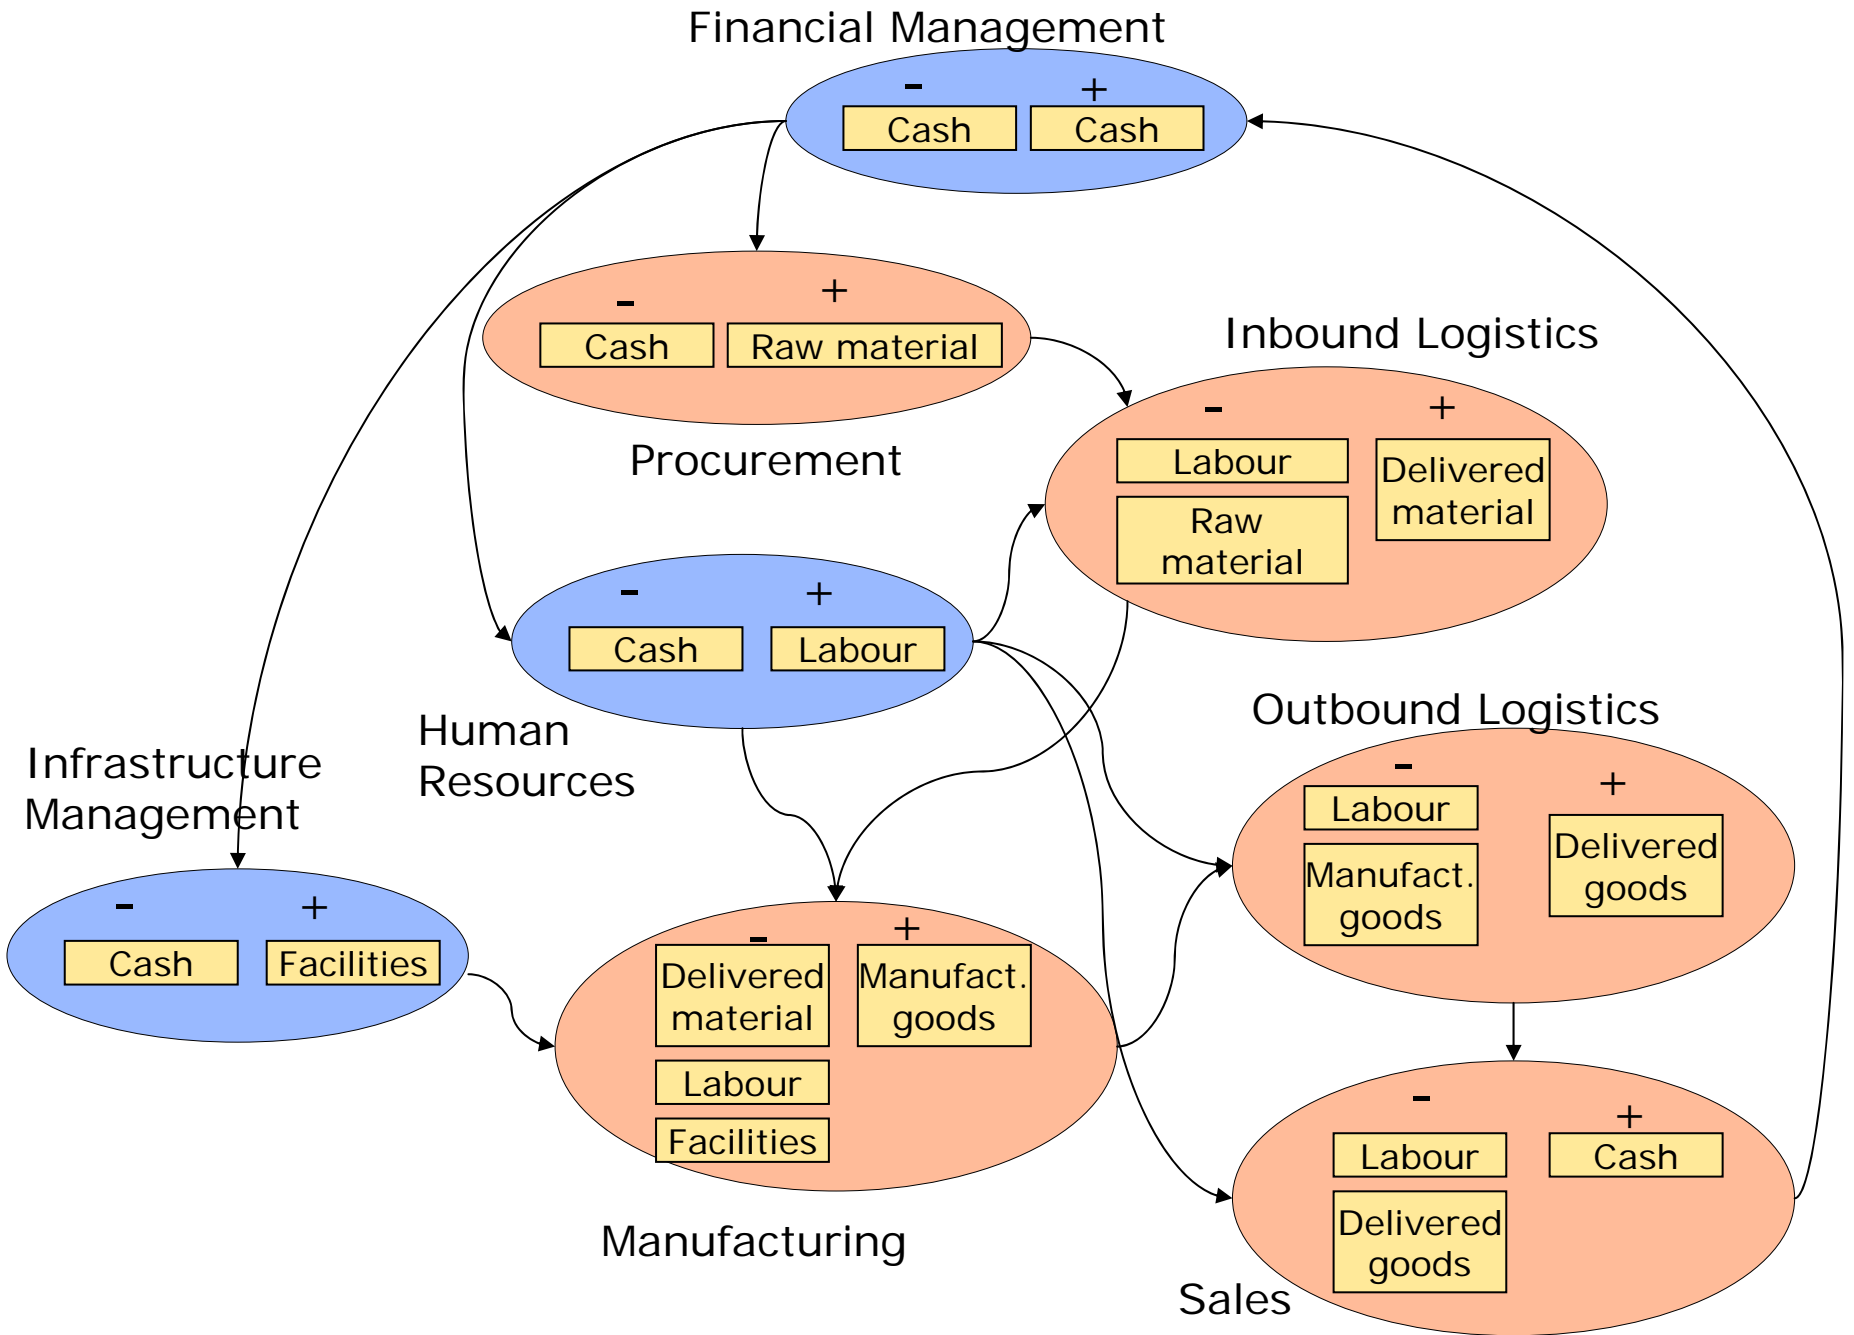 Financial Management
- +
Cash Cash
- +
Cash Raw material
Procurement
Inbound Logistics
- +
Labour
Delivered
material
Raw
material
- +
Cash Labour
Human
Resources
Infrastructure
Management
- +
Cash Facilities
Outbound Logistics
- +
Labour
Delivered
goods
Manufact.
goods
- +
Delivered
material
Manufact.
goods
Labour
Facilities
Manufacturing
- +
Labour Cash
Delivered
goods
Sales